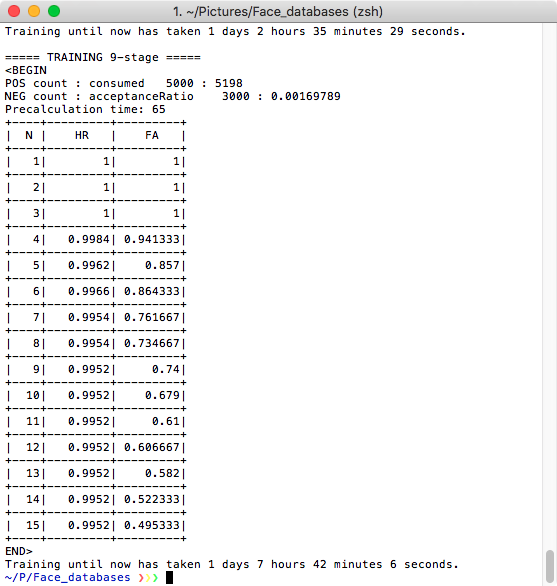 1. ~/Pictures/Face_databases (zsh)
Training until now has taken 1 days 2 hours 35 minutes 29 seconds.

===== TRAINING 9-stage =====
<BEGIN
POS count : consumed   5000 : 5198
NEG count : acceptanceRatio    3000 : 0.00169789
Precalculation time: 65
+----+---------+---------+
|  N |    HR   |    FA   |
+----+---------+---------+
|   1|        1|        1|
+----+---------+---------+
|   2|        1|        1|
+----+---------+---------+
|   3|        1|        1|
+----+---------+---------+
|   4|   0.9984| 0.941333|
+----+---------+---------+
|   5|   0.9962|    0.857|
+----+---------+---------+
|   6|   0.9966| 0.864333|
+----+---------+---------+
|   7|   0.9954| 0.761667|
+----+---------+---------+
|   8|   0.9954| 0.734667|
+----+---------+---------+
|   9|   0.9952|     0.74|
+----+---------+---------+
|  10|   0.9952|    0.679|
+----+---------+---------+
|  11|   0.9952|     0.61|
+----+---------+---------+
|  12|   0.9952| 0.606667|
+----+---------+---------+
|  13|   0.9952|    0.582|
+----+---------+---------+
|  14|   0.9952| 0.522333|
+----+---------+---------+
|  15|   0.9952| 0.495333|
+----+---------+---------+
END>
Training until now has taken 1 days 7 hours 42 minutes 6 seconds.
~/P/Face_databases ❯❯❯